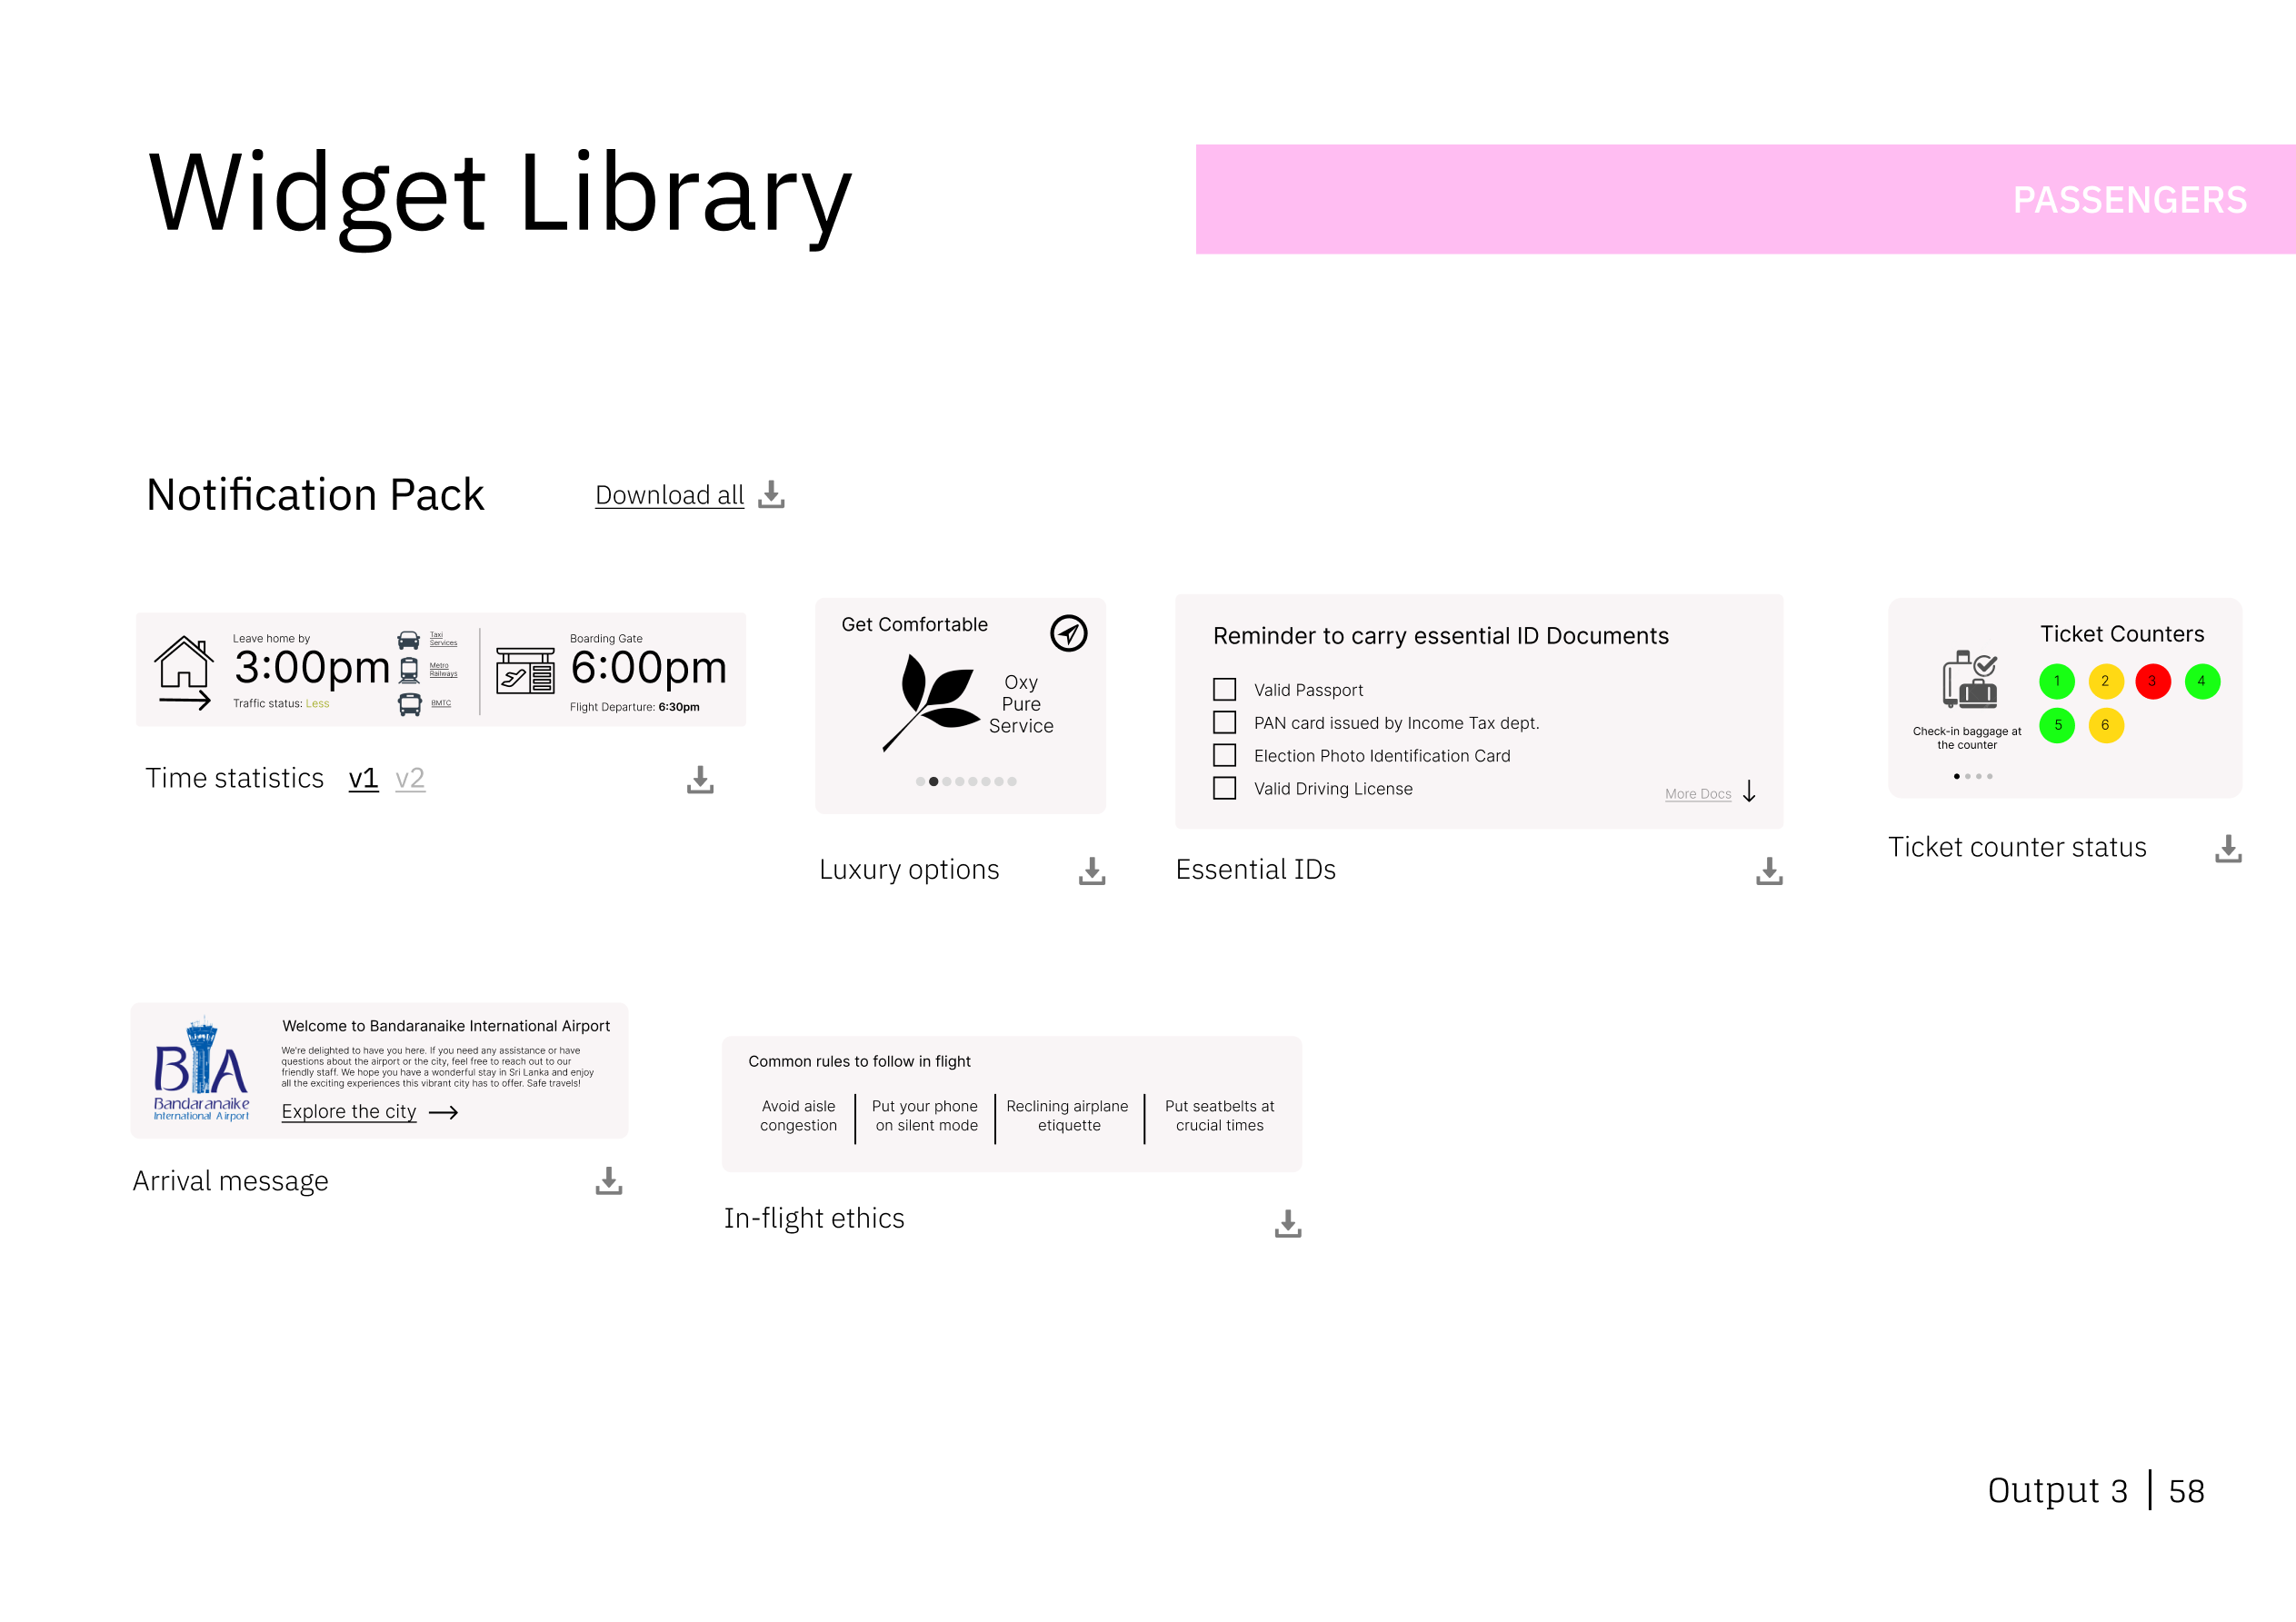 Widget Library
PASSENGERS
Notification Pack
Download all
Leave home by
3:00pm
Traffic status: Less
Taxi
Services
Metro
Railways
BMTC
Boarding Gate
6:00pm
Flight Departure: 6:30pm
Time statistics v1 v2
Get Comfortable
Oxy
Pure
Service
Luxury options
Reminder to carry essential ID Documents
Valid Passport
PAN card issued by Income Tax dept.
Election Photo Identification Card
Valid Driving License
More Docs
Essential IDs
Ticket Counters
1 2 3 4
5 6
Check-in baggage at
the counter
Ticket counter status
BIA
Bandaranaike
International Airport
Welcome to Bandaranaike International Airport
We're delighted to have you here. If you need any assistance or have
questions about the airport or the city, feel free to reach out to our
friendly staff. We hope you have a wonderful stay in Sri Lanka and enjoy
all the exciting experiences this vibrant city has to offer. Safe travels!
Explore the city
Arrival message
Common rules to follow in flight
Avoid aisle
congestion
Put your phone
on silent mode
Reclining airplane
etiquette
Put seatbelts at
crucial times
In-flight ethics
Output 3 | 58